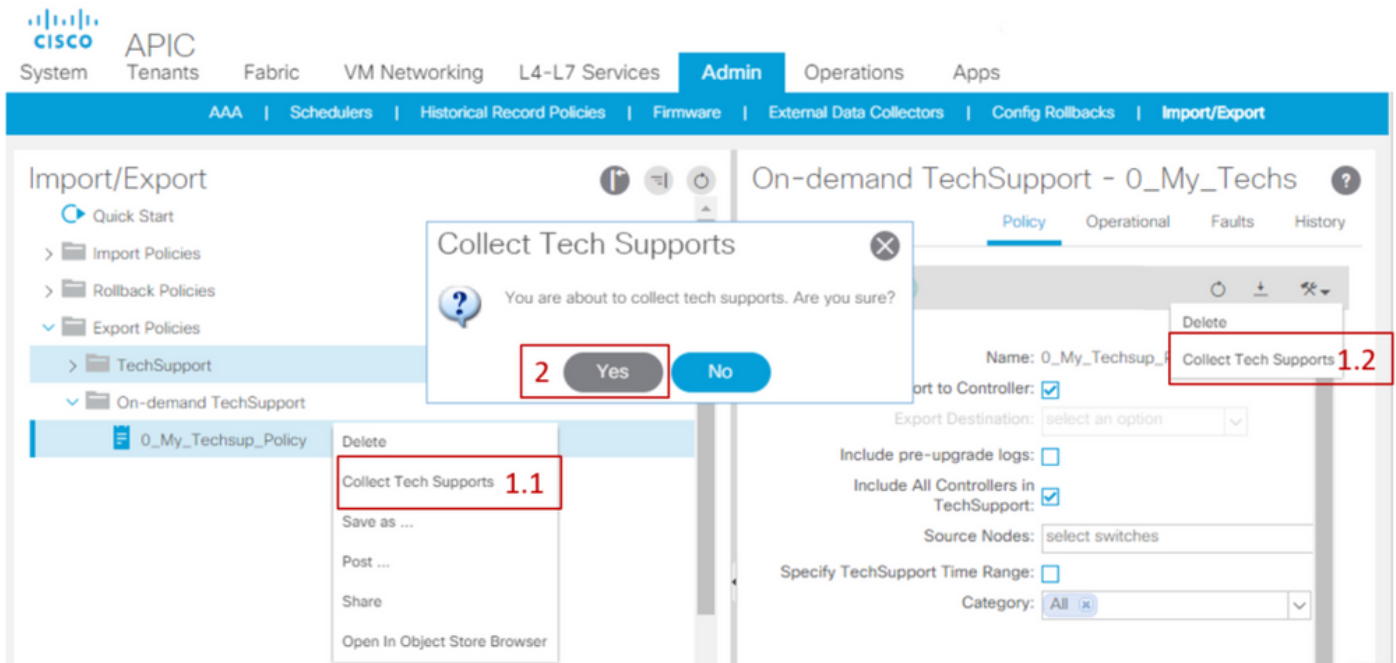 CISCO APIC
System Tenants Fabric VM Networking L4-L7 Services Admin Operations Apps
AAA | Schedulers | Historical Record Policies | Firmware | External Data Collectors | Config Rollbacks | Import/Export
Import/Export
Quick Start
Import Policies
Rollback Policies
Export Policies
TechSupport
On-demand TechSupport
0_My_Techsup_Policy
Delete
Collect Tech Supports 1.1
Save as ...
Post ...
Share
Open In Object Store Browser
Collect Tech Supports
You are about to collect tech supports. Are you sure?
2 Yes No
On-demand TechSupport - 0_My_Techs
Policy Operational Faults History
Delete
Collect Tech Supports 1.2
Name: 0_My_Techsup_
ort to Controller:
Export Destination: select an option
Include pre-upgrade logs:
Include All Controllers in
TechSupport:
Source Nodes: select switches
Specify TechSupport Time Range:
Category: All